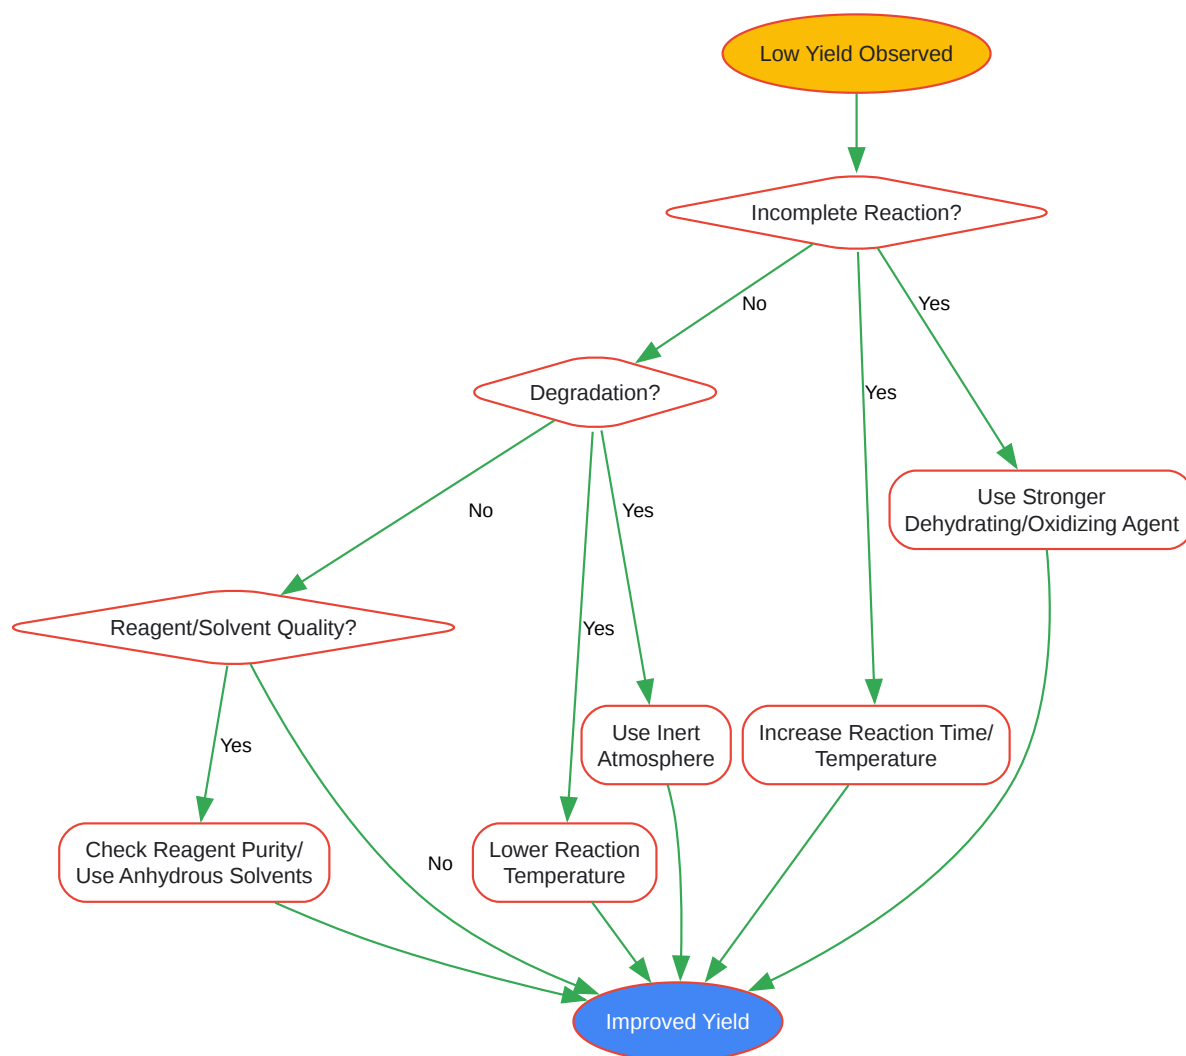 Low Yield Observed
Incomplete Reaction?
No
Yes
Yes
Degradation?
Use Stronger
Dehydrating/Oxidizing Agent
No
Yes
Yes
Reagent/Solvent Quality?
Use Inert
Atmosphere
Increase Reaction Time/
Temperature
Yes
No
Check Reagent Purity/
Use Anhydrous Solvents
Lower Reaction
Temperature
Improved Yield